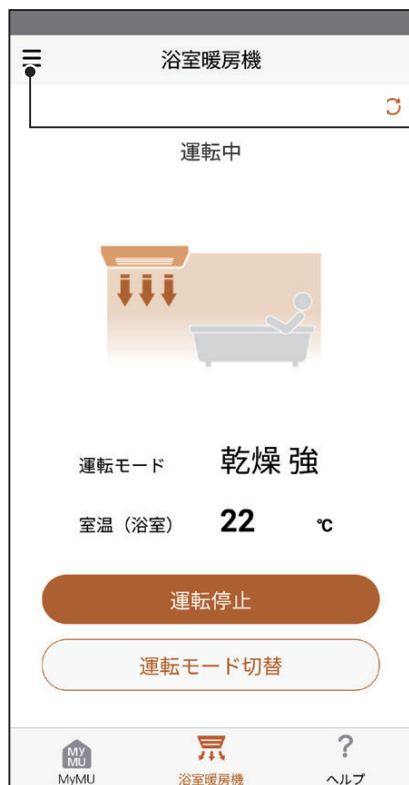 浴室暖房機
運転中
運転モード 乾燥 強
室温（浴室） 22 ℃
運転停止
運転モード切替
MY MU
MyMU 浴室暖房機 ヘルプ